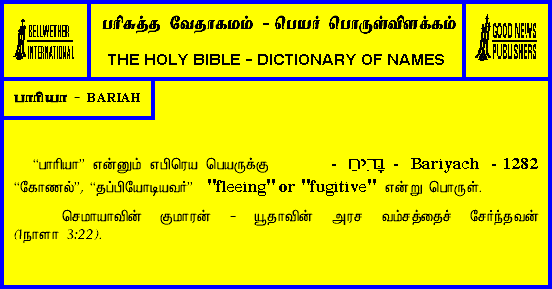 BELLWETHER
INTERNATIONAL
பரிசுத்த வேதாகமம் - பெயர் பொருள்விளக்கம்
THE HOLY BIBLE - DICTIONARY OF NAMES
GOOD NEWS
PUBLISHERS
பாரியா - BARIAH
“பாரியா” என்னும் எபிரெய பெயருக்கு - בָּרִיחַ - Bariyach - 1282
“கோணல்”, “தப்பியோடியவர்” "fleeing" or "fugitive" என்று பொருள்.
செமாயாவின் குமாரன் - யூதாவின் அரச வம்சத்தைச் சேர்ந்தவன்
(1நாளா 3:22).